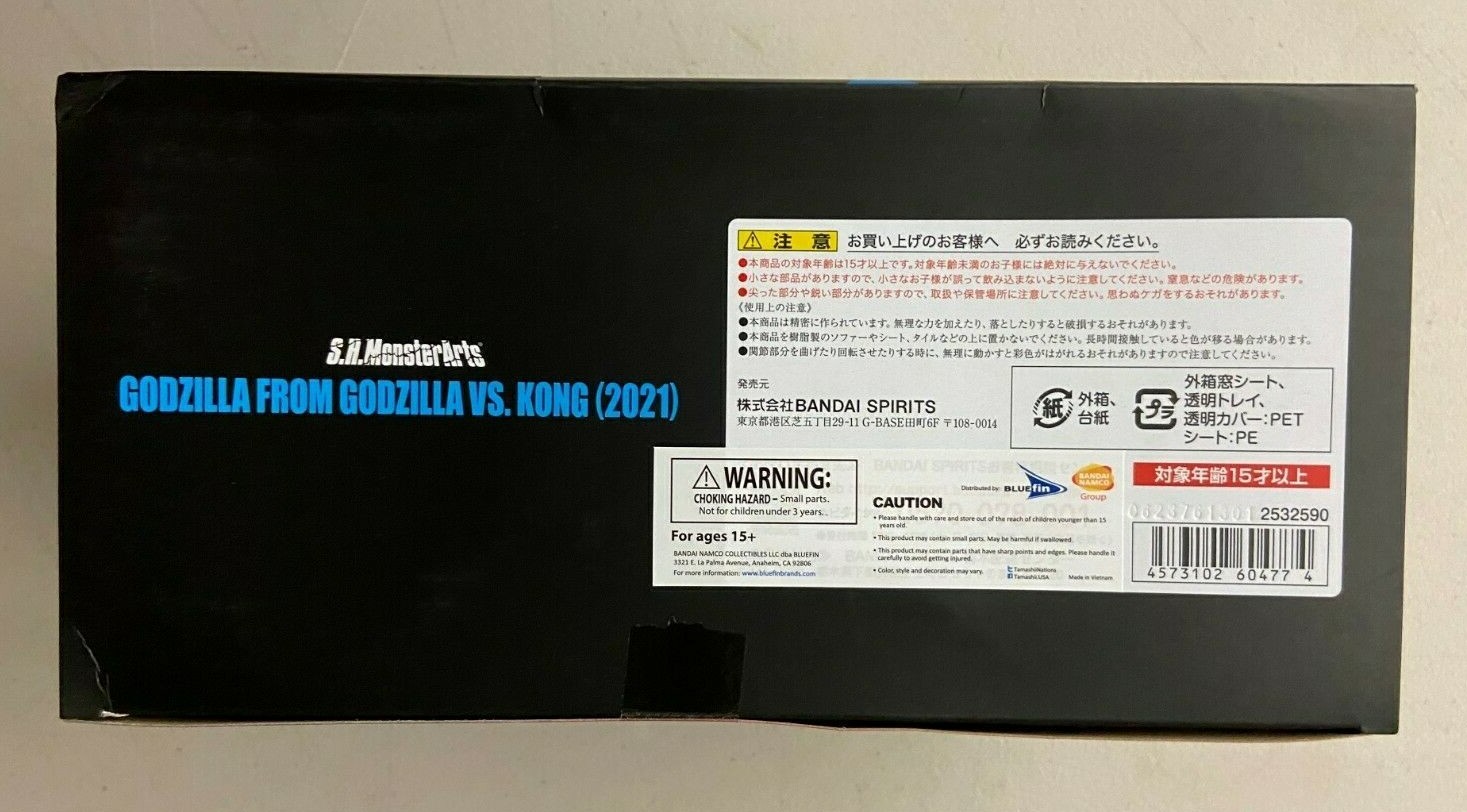 S.H.MonsterArts
GODZILLA FROM GODZILLA VS. KONG (2021)
⚠注 意 お買い上げのお客様へ 必ずお読みください。
●本商品の対象年齢は15才以上です。対象年齢未満のお子様には絶対に与えないでください。
●小さな部品がありますので、小さなお子様が誤って飲み込まないように注意してください。窒息などの危険があります。
●尖った部分や鋭い部分がありますので、取扱や保管場所に注意してください。思わぬケガをするおそれがあります。
《使用上の注意》
●本商品は精密に作られています。無理な力を加えたり、落としたりすると破損するおそれがあります。
●本商品を樹脂製のソファーやシート、タイルなどの上に置かないでください。長時間接触していると色が移る場合があります。
●関節部分を曲げたり回転させたりする時に、無理に動かすと彩色がはがれるおそれがありますので注意してください。
発売元
株式会社BANDAI SPIRITS
東京都港区芝五丁目29-11 G-BASE田町6F 〒108-0014
紙 外箱、
台紙
プラ 外箱窓シート、
透明トレイ、
透明カバー:PET
シート:PE
⚠WARNING:
CHOKING HAZARD – Small parts.
Not for children under 3 years.
For ages 15+
BANDAI NAMCO COLLECTIBLES LLC dba BLUEFIN
3321 E. La Palma Avenue, Anaheim, CA 92806
For more information: www.bluefinbrands.com
Distributed by: BLUEfin
BANDAI
NAMCO
Group
CAUTION
• Please handle with care and store out of the reach of children younger than 15
years old.
• This product may contain small parts. May be harmful if swallowed.
• This product may contain parts that have sharp points and edges. Please handle it
carefully to avoid getting injured.
• Color, style and decoration may vary.
TamashiiNations
Tamashii.USA
Made in Vietnam
対象年齢15才以上
2532590
4573102 60477 4